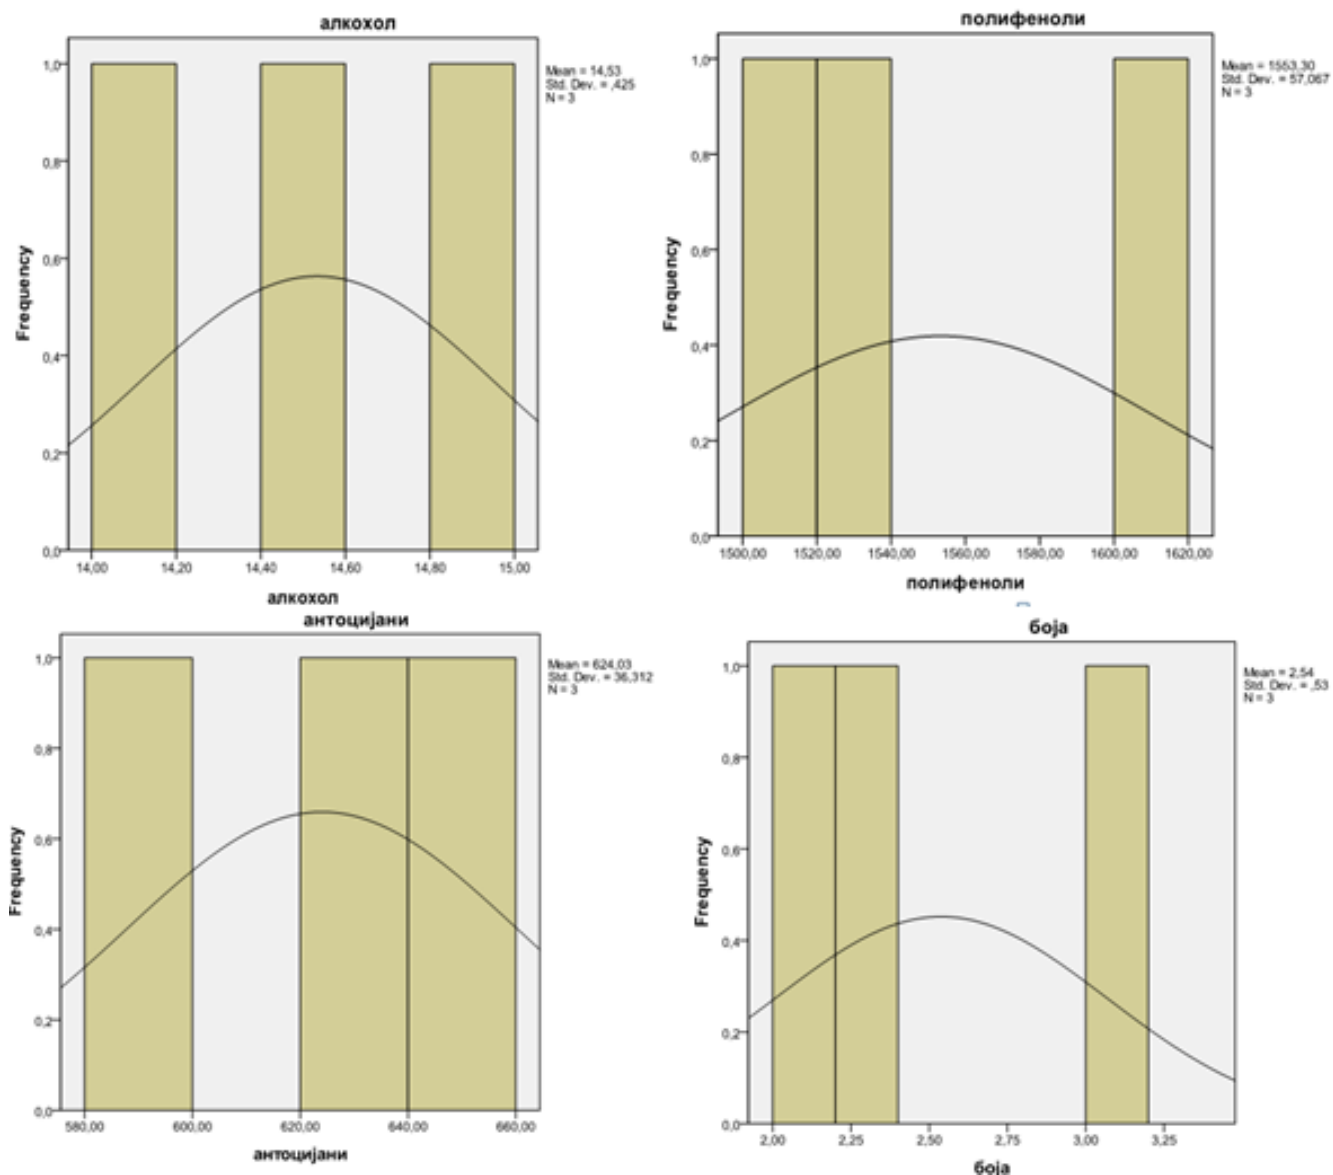 алкохол
Mean = 14,53
Std. Dev. = ,425
N = 3
Frequency
1,0
0,8
0,6
0,4
0,2
0,0
14,00 14,20 14,40 14,60 14,80 15,00
алкохол
полифеноли
Mean = 1553,30
Std. Dev. = 57,067
N = 3
Frequency
1,0
0,8
0,6
0,4
0,2
0,0
1500,00 1520,00 1540,00 1560,00 1580,00 1600,00 1620,00
полифеноли
антоцијани
Mean = 624,03
Std. Dev. = 36,312
N = 3
Frequency
1,0
0,8
0,6
0,4
0,2
0,0
580,00 600,00 620,00 640,00 660,00
антоцијани
боја
Mean = 2,54
Std. Dev. = ,53
N = 3
Frequency
1,0
0,8
0,6
0,4
0,2
0,0
2,00 2,25 2,50 2,75 3,00 3,25
боја